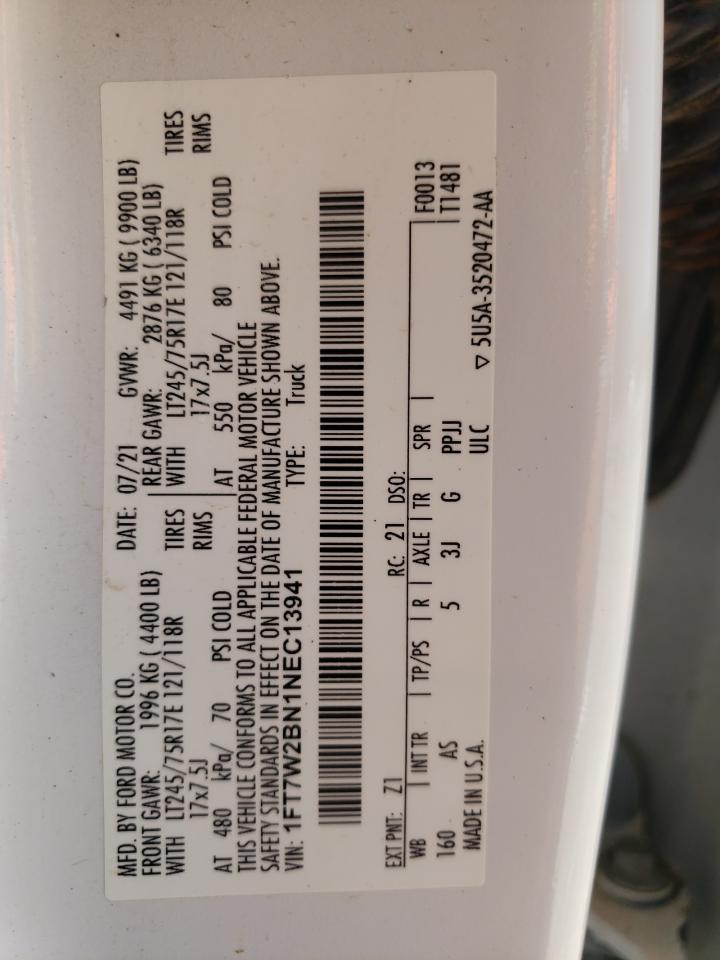 MFD. BY FORD MOTOR CO. DATE: 07/21 GVWR: 4491 KG ( 9900 LB)
FRONT GAWR: 1996 KG ( 4400 LB) REAR GAWR: 2876 KG ( 6340 LB)
WITH LT245/75R17E 121/118R TIRES WITH LT245/75R17E 121/118R TIRES
17x7.5J RIMS 17x7.5J RIMS
AT 480 kPa/ 70 PSI COLD AT 550 kPa/ 80 PSI COLD
THIS VEHICLE CONFORMS TO ALL APPLICABLE FEDERAL MOTOR VEHICLE
SAFETY STANDARDS IN EFFECT ON THE DATE OF MANUFACTURE SHOWN ABOVE.
VIN: 1FT7W2BN1NEC13941 TYPE: Truck
EXT PNT: Z1 RC: 21 DSO:
WB INT TR TP/PS R AXLE TR SPR F0013
160 AS 5 3J G PPJJ T1481
MADE IN U.S.A. ULC
▽ 5U5A-3520472-AA